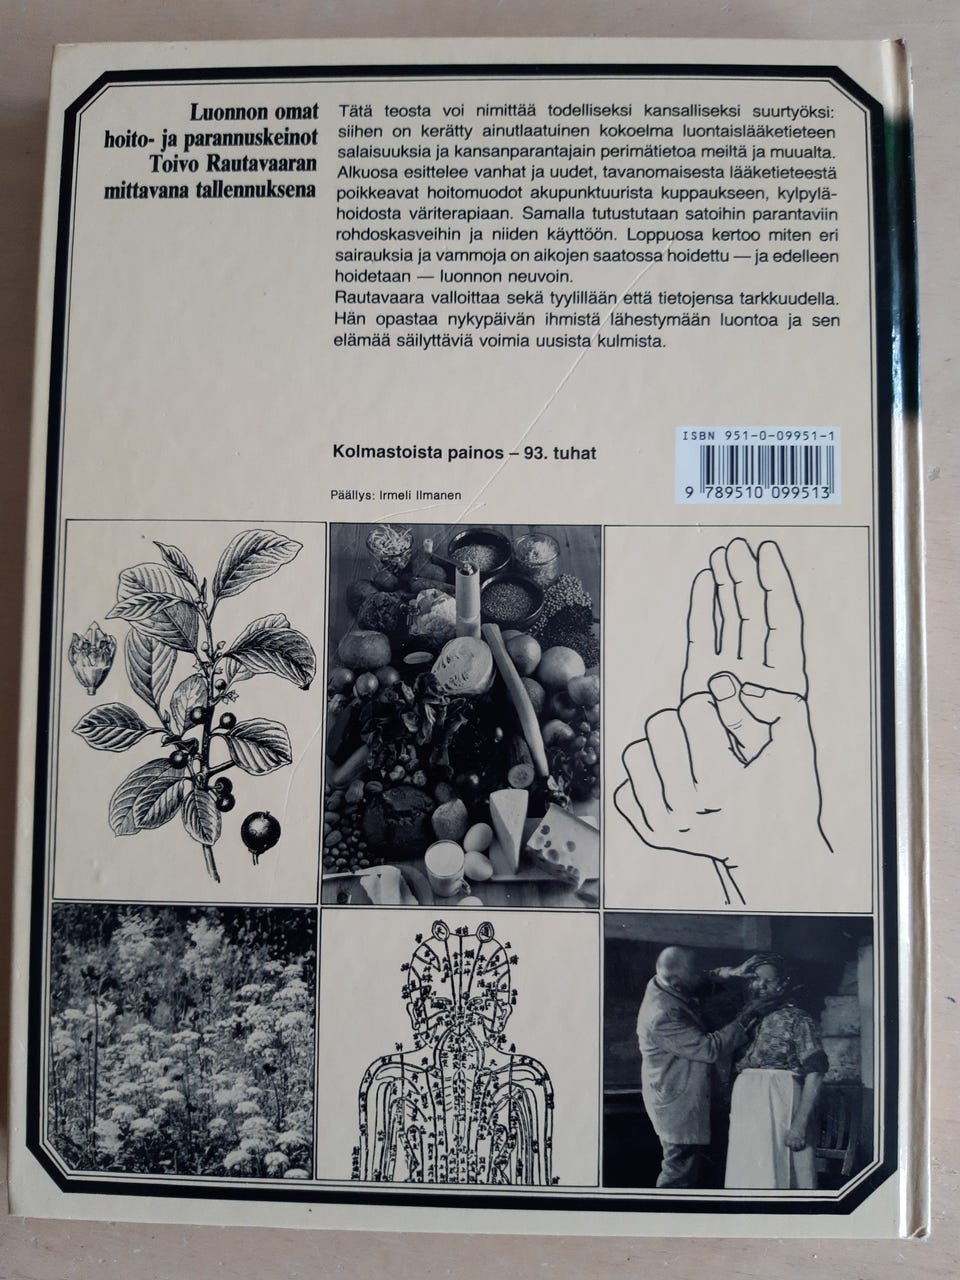 Luonnon omat
hoito- ja parannuskeinot
Toivo Rautavaaran
mittavana tallennuksena
Tätä teosta voi nimittää todelliseksi kansalliseksi suurtyöksi:
siihen on kerätty ainutlaatuinen kokoelma luontaislääketieteen
salaisuuksia ja kansanparantajain perimätietoa meiltä ja muualta.
Alkuosa esittelee vanhat ja uudet, tavanomaisesta lääketieteestä
poikkeavat hoitomuodot akupunktuurista kuppaukseen, kylpylä-
hoidosta väriterapiaan. Samalla tutustutaan satoihin parantaviin
rohdoskasveihin ja niiden käyttöön. Loppuosa kertoo miten eri
sairauksia ja vammoja on aikojen saatossa hoidettu — ja edelleen
hoidetaan — luonnon neuvoin.
Rautavaara valloittaa sekä tyylillään että tietojensa tarkkuudella.
Hän opastaa nykypäivän ihmistä lähestymään luontoa ja sen
elämää säilyttäviä voimia uusista kulmista.
ISBN 951-0-09951-1
9 789510 099513
Kolmastoista painos – 93. tuhat
Päällys: Irmeli Ilmanen